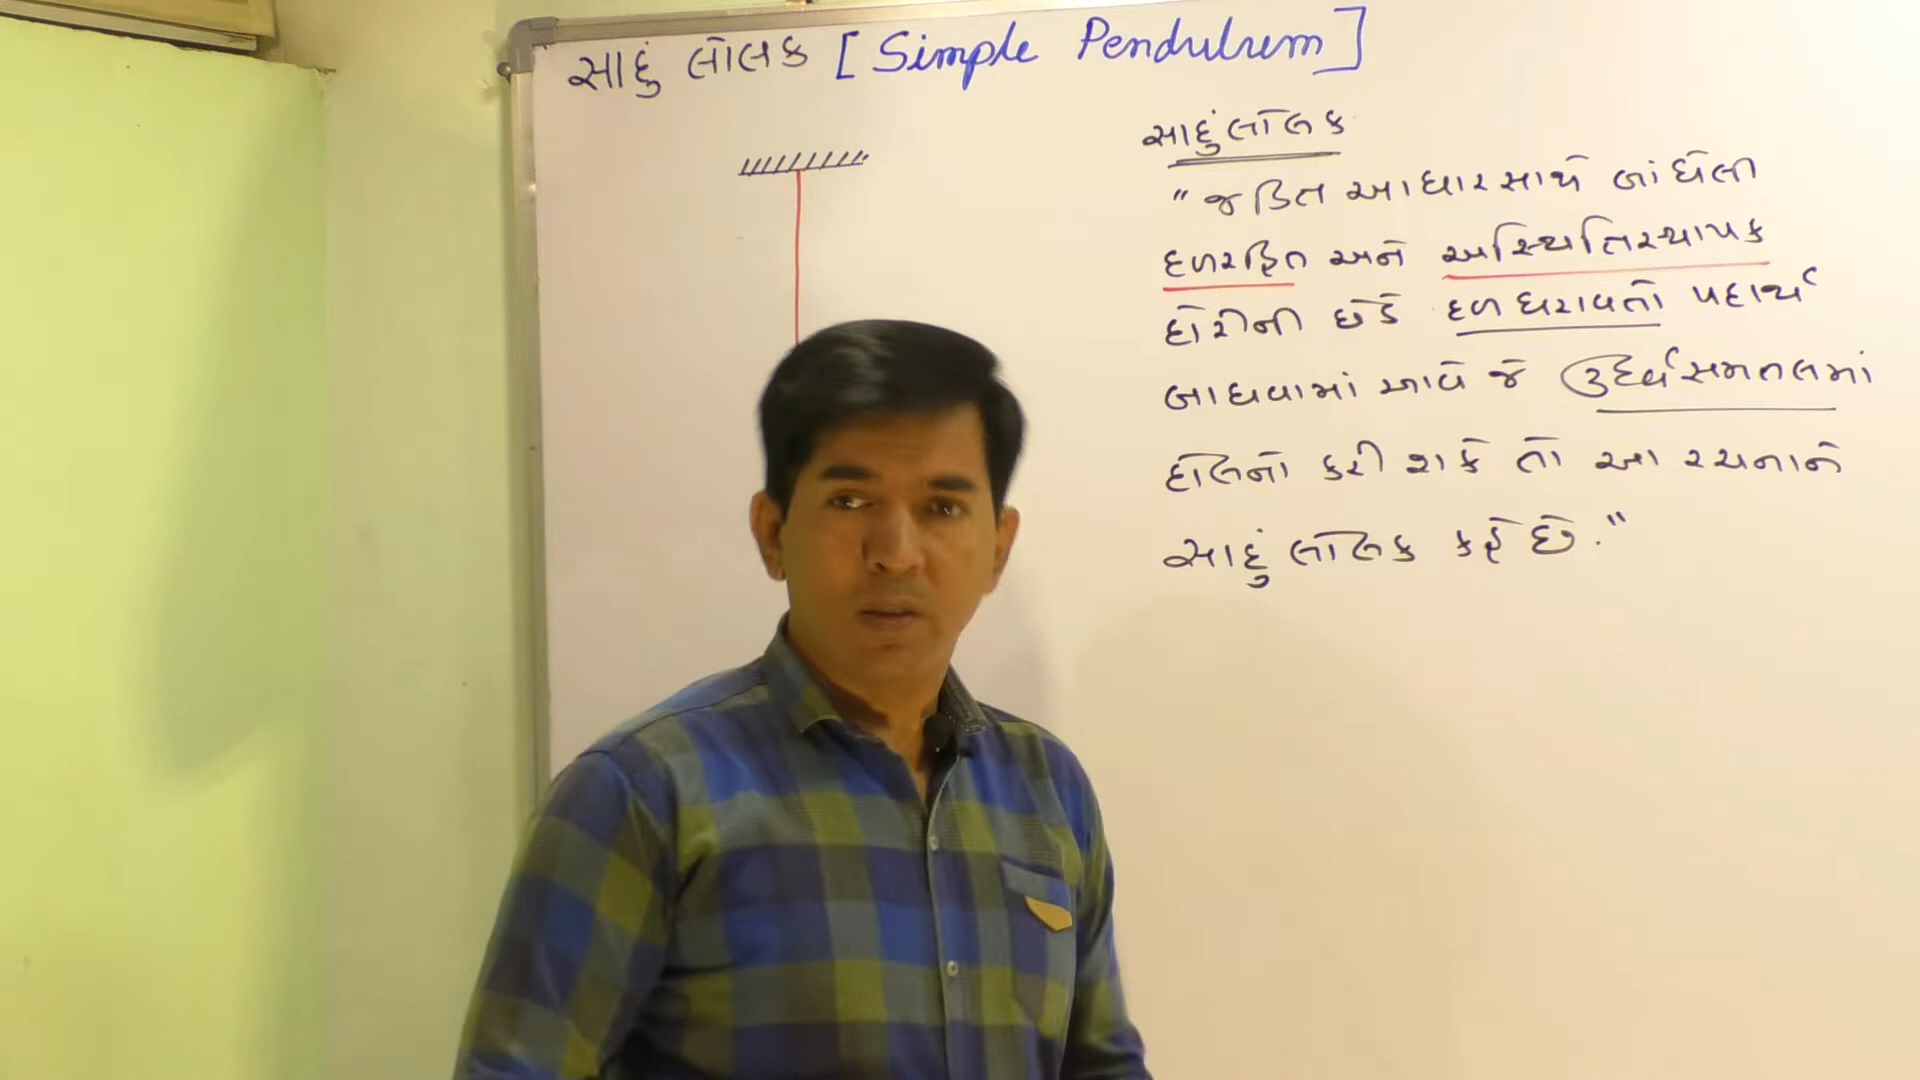 સાદું લોલક [Simple Pendulum]
સાદું લોલક
"જડિત આધાર સાથે બાંધેલી
દળરહિત અને અસ્થિતિસ્થાપક
દોરીની છેડે દળ ધરાવતો પદાર્થ
બાધવામાં આવે જે ઊર્ધ્વસમતલમાં
દોલનો કરી શકે તો આ રચનાને
સાદું લોલક કહે છે."